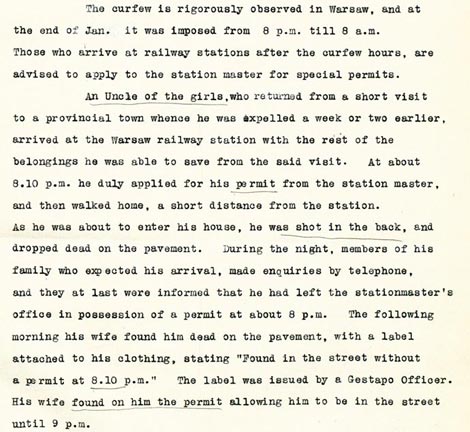 The curfew is rigorously observed in Warsaw, and at
the end of Jan. it was imposed from 8 p.m. till 8 a.m.
Those who arrive at railway stations after the curfew hours, are
advised to apply to the station master for special permits.
An Uncle of the girls, who returned from a short visit
to a provincial town whence he was expelled a week or two earlier,
arrived at the Warsaw railway station with the rest of the
belongings he was able to save from the said visit. At about
8.10 p.m. he duly applied for his permit from the station master,
and then walked home, a short distance from the station.
As he was about to enter his house, he was shot in the back, and
dropped dead on the pavement. During the night, members of his
family who expected his arrival, made enquiries by telephone,
and they at last were informed that he had left the stationmaster's
office in possession of a permit at about 8 p.m. The following
morning his wife found him dead on the pavement, with a label
attached to his clothing, stating "Found in the street without
a permit at 8.10 p.m." The label was issued by a Gestapo Officer.
His wife found on him the permit allowing him to be in the street
until 9 p.m.